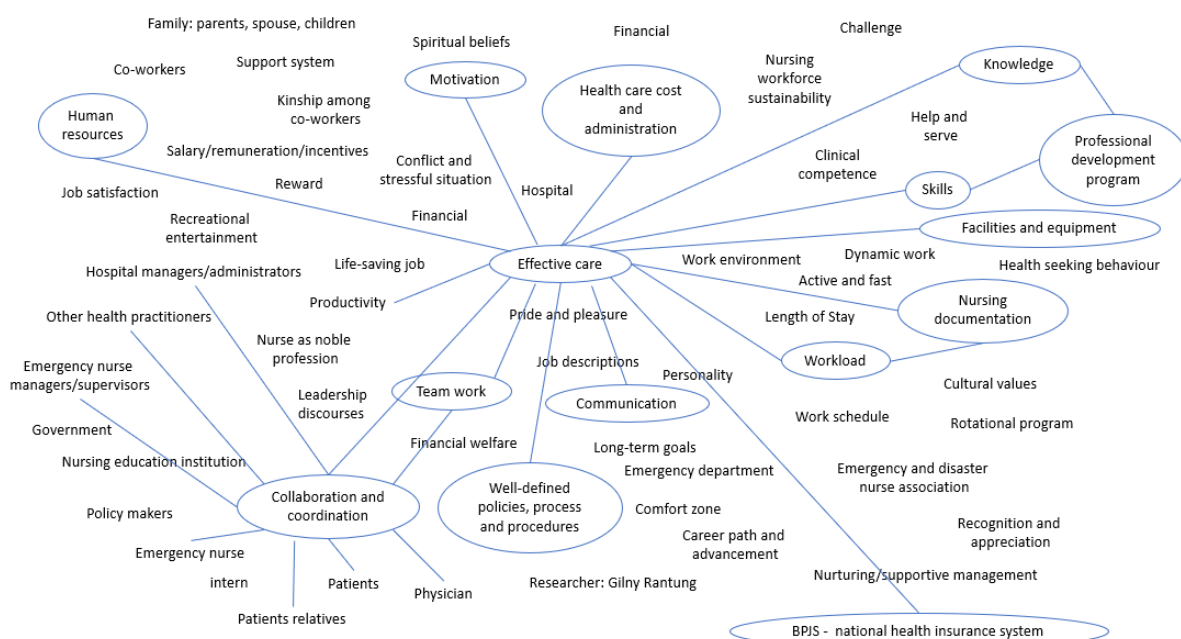 Family: parents, spouse, children
Spiritual beliefs
Financial
Challenge
Co-workers
Support system
Motivation
Nursing
workforce
sustainability
Knowledge
Human
resources
Kinship among
co-workers
Health care cost
and
administration
Help and
serve
Professional
development
program
Salary/remuneration/incentives
Conflict and
stressful situation
Clinical
competence
Job satisfaction
Reward
Hospital
Skills
Recreational
entertainment
Financial
Facilities and equipment
Hospital managers/administrators
Life-saving job
Effective care
Work environment
Dynamic work
Health seeking behaviour
Active and fast
Productivity
Nursing
documentation
Other health practitioners
Pride and pleasure
Length of Stay
Nurse as noble
profession
Job descriptions
Workload
Emergency nurse
managers/supervisors
Personality
Leadership
discourses
Team work
Communication
Cultural values
Work schedule
Rotational program
Government
Financial welfare
Long-term goals
Nursing education institution
Emergency department
Emergency and disaster
nurse association
Collaboration and
coordination
Well-defined
policies, process
and procedures
Policy makers
Comfort zone
Career path and
advancement
Recognition and
appreciation
Emergency nurse
intern
Patients
Physician
Researcher: Gilny Rantung
Nurturing/supportive management
Patients relatives
BPJS - national health insurance system